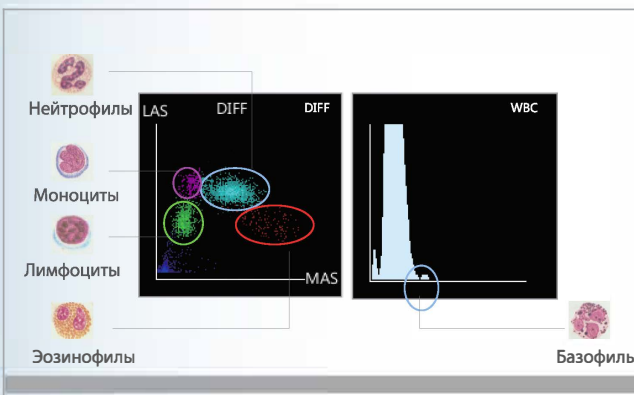 Нейтрофилы
LAS
DIFF
DIFF
WBC
Моноциты
Лимфоциты
MAS
Эозинофилы
Базофилы